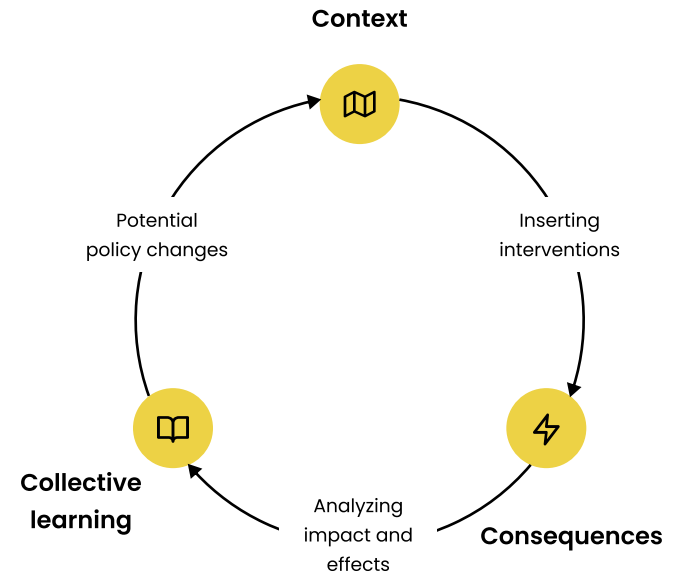 Context
Potential
policy changes
Inserting
interventions
Collective
learning
Analyzing
impact and
effects
Consequences